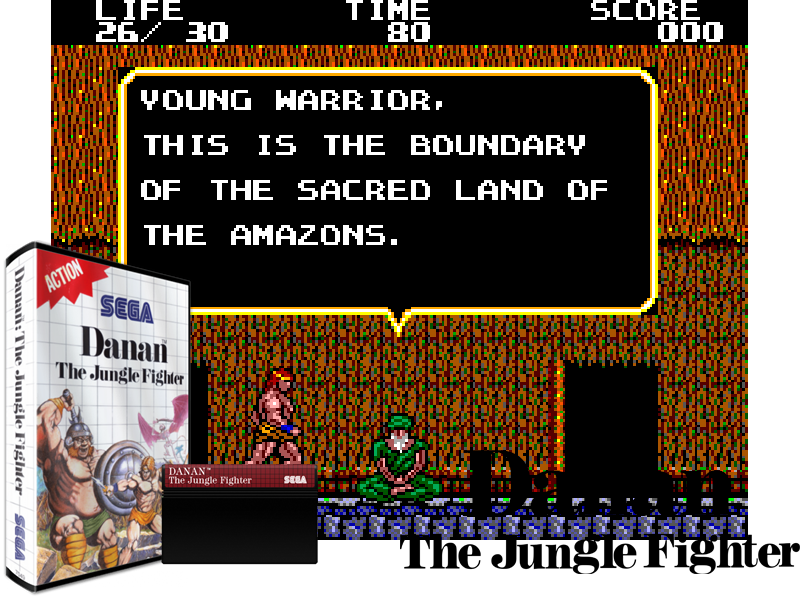 LIFE TIME SCORE
26/ 30 80 000
YOUNG WARRIOR,
THIS IS THE BOUNDARY
OF THE SACRED LAND OF
THE AMAZONS.
ACTION
SEGA
Danan™
The Jungle Fighter
Danan: The Jungle Fighter
SEGA
DANAN™
The Jungle Fighter
SEGA
Danan
The Jungle Fighter